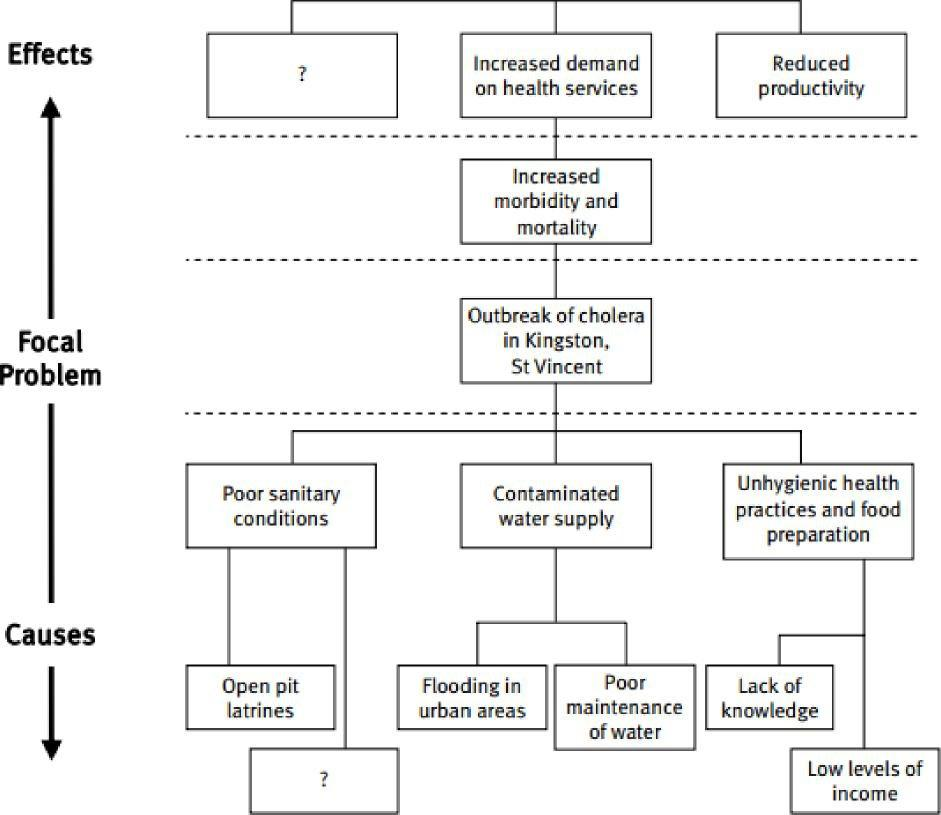 Effects
?
Increased demand
on health services
Reduced
productivity
Increased
morbidity and
mortality
Focal
Problem
Outbreak of cholera
in Kingston,
St Vincent
Poor sanitary
conditions
Contaminated
water supply
Unhygienic health
practices and food
preparation
Causes
Open pit
latrines
Flooding in
urban areas
Poor
maintenance
of water
Lack of
knowledge
?
Low levels of
income